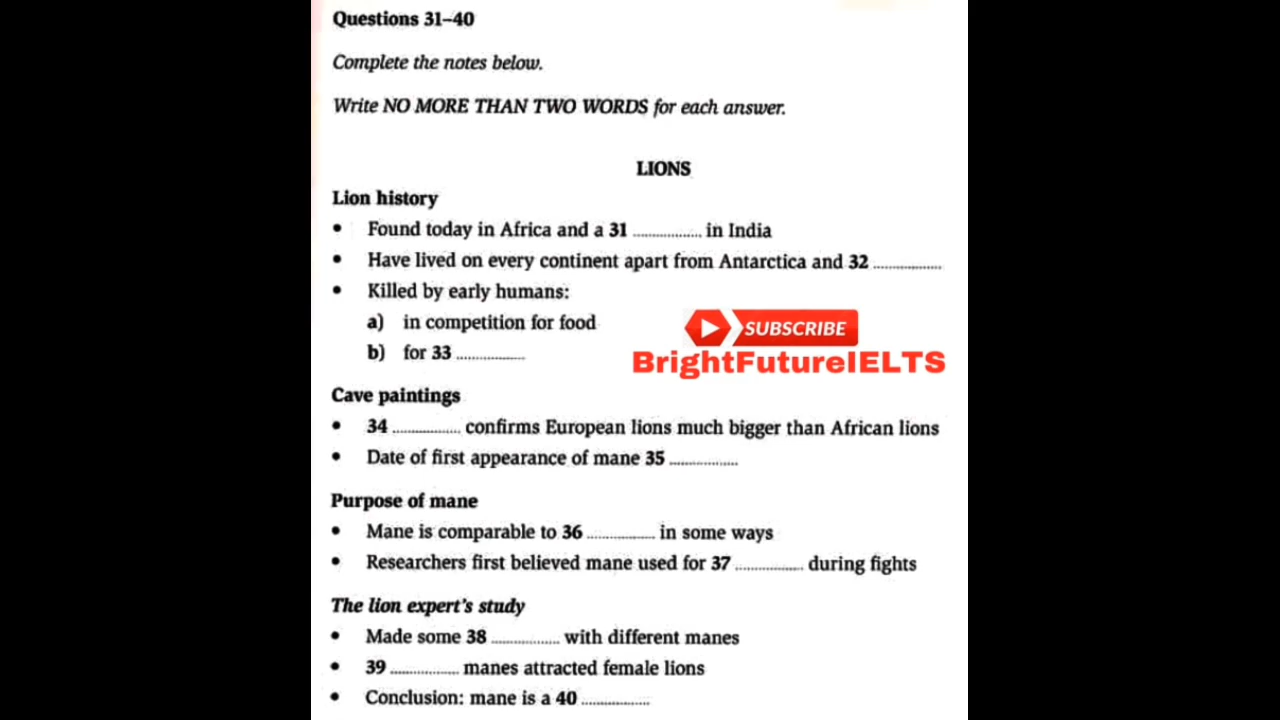 Questions 31–40
Complete the notes below.
Write NO MORE THAN TWO WORDS for each answer.
LIONS
Lion history
• Found today in Africa and a 31 ................ in India
• Have lived on every continent apart from Antarctica and 32 ................
• Killed by early humans:
a) in competition for food
b) for 33 ................
SUBSCRIBE
BrightFutureIELTS
Cave paintings
• 34 ................ confirms European lions much bigger than African lions
• Date of first appearance of mane 35 ................
Purpose of mane
• Mane is comparable to 36 ................ in some ways
• Researchers first believed mane used for 37 ................ during fights
The lion expert's study
• Made some 38 ................ with different manes
• 39 ................ manes attracted female lions
• Conclusion: mane is a 40 ................